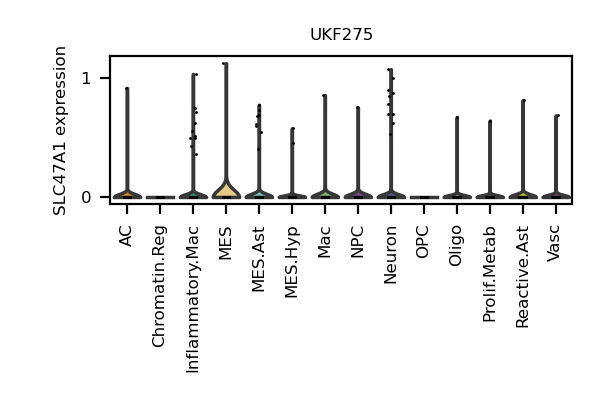 UKF275
SLC47A1 expression
1
0
AC
Chromatin.Reg
Inflammatory.Mac
MES
MES.Ast
MES.Hyp
Mac
NPC
Neuron
OPC
Oligo
Prolif.Metab
Reactive.Ast
Vasc